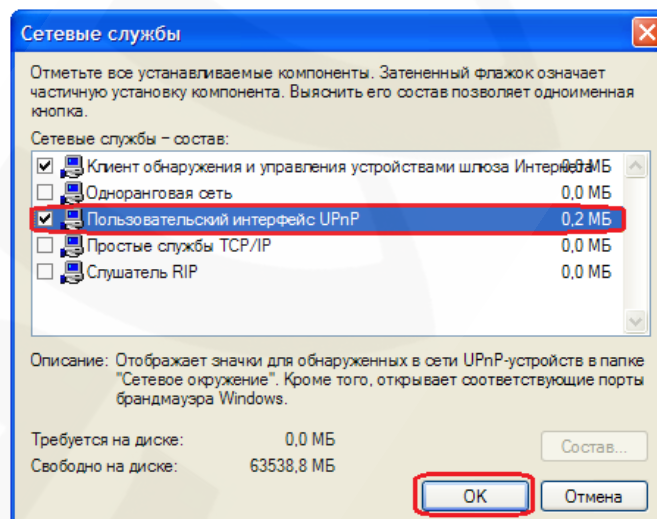 Сетевые службы
Отметьте все устанавливаемые компоненты. Затененный флажок означает
частичную установку компонента. Выяснить его состав позволяет одноименная
кнопка.
Сетевые службы – состав:
Клиент обнаружения и управления устройствами шлюза Интернета 0,0 МБ
Одноранговая сеть 0,0 МБ
Пользовательский интерфейс UPnP 0,2 МБ
Простые службы TCP/IP 0,0 МБ
Слушатель RIP 0,0 МБ
Описание: Отображает значки для обнаруженных в сети UPnP-устройств в папке
"Сетевое окружение". Кроме того, открывает соответствующие порты
брандмауэра Windows.
Требуется на диске: 0,0 МБ
Состав...
Свободно на диске: 63538,8 МБ
OK Отмена